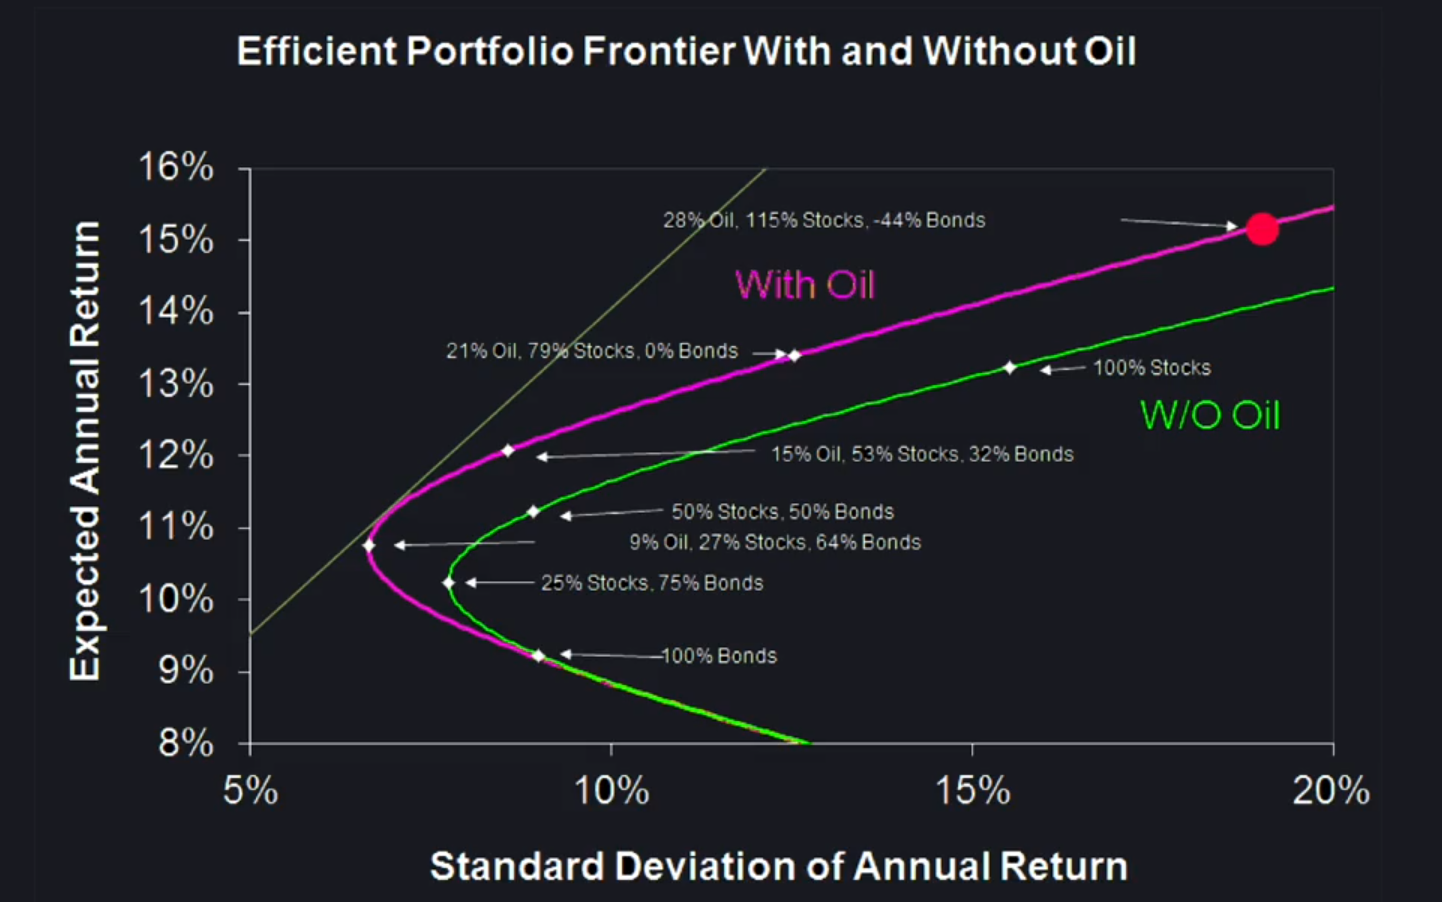 Efficient Portfolio Frontier With and Without Oil
Expected Annual Return
16%
15%
14%
13%
12%
11%
10%
9%
8%
28% Oil, 115% Stocks, -44% Bonds
With Oil
21% Oil, 79% Stocks, 0% Bonds
100% Stocks
W/O Oil
15% Oil, 53% Stocks, 32% Bonds
50% Stocks, 50% Bonds
9% Oil, 27% Stocks, 64% Bonds
25% Stocks, 75% Bonds
100% Bonds
5%
10%
15%
20%
Standard Deviation of Annual Return